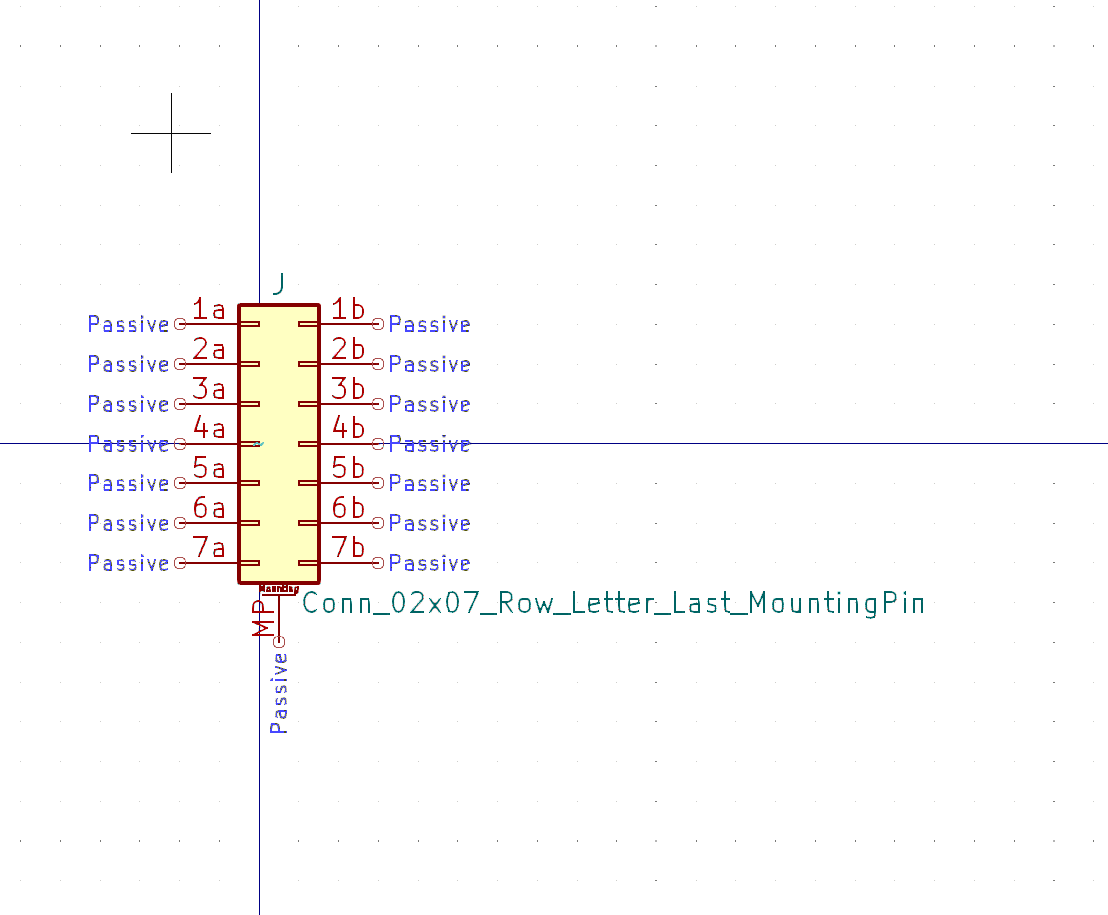 J
Passive 1a 1b Passive
Passive 2a 2b Passive
Passive 3a 3b Passive
Passive 4a 4b Passive
Passive 5a 5b Passive
Passive 6a 6b Passive
Passive 7a 7b Passive
Mounting
MP
Conn_02x07_Row_Letter_Last_MountingPin
Passive